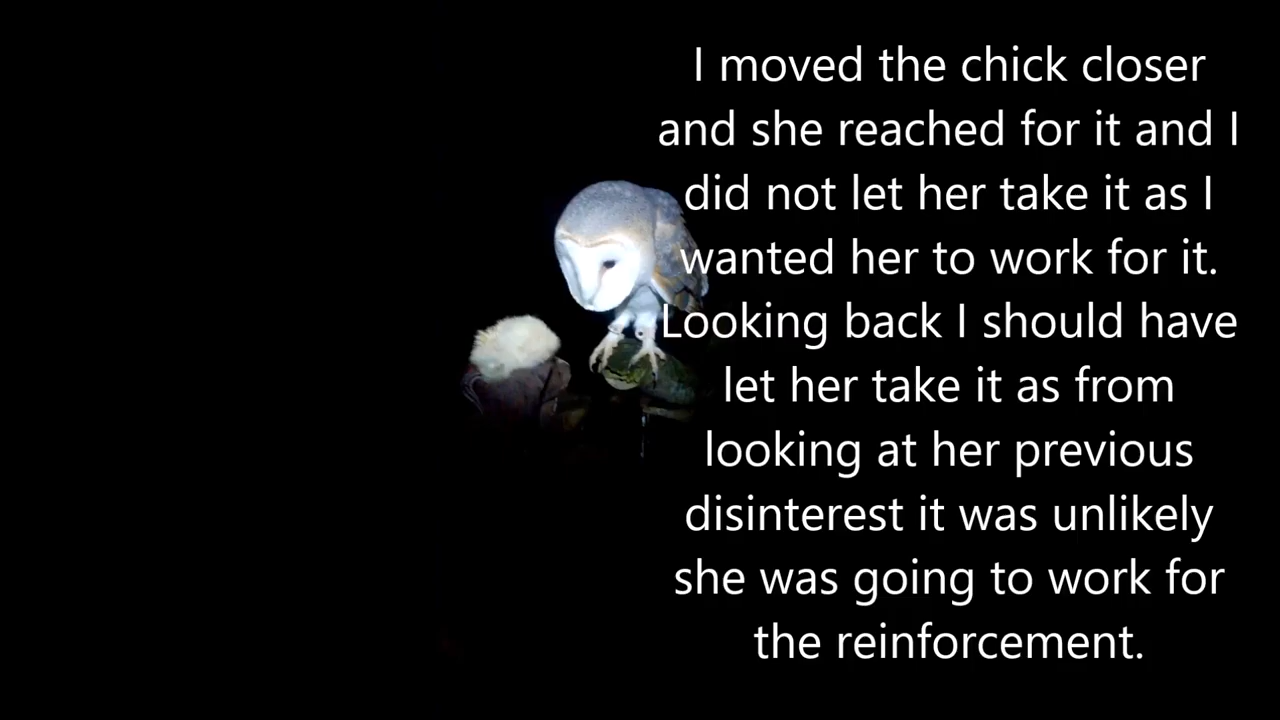 I moved the chick closer
and she reached for it and I
did not let her take it as I
wanted her to work for it.
Looking back I should have
let her take it as from
looking at her previous
disinterest it was unlikely
she was going to work for
the reinforcement.